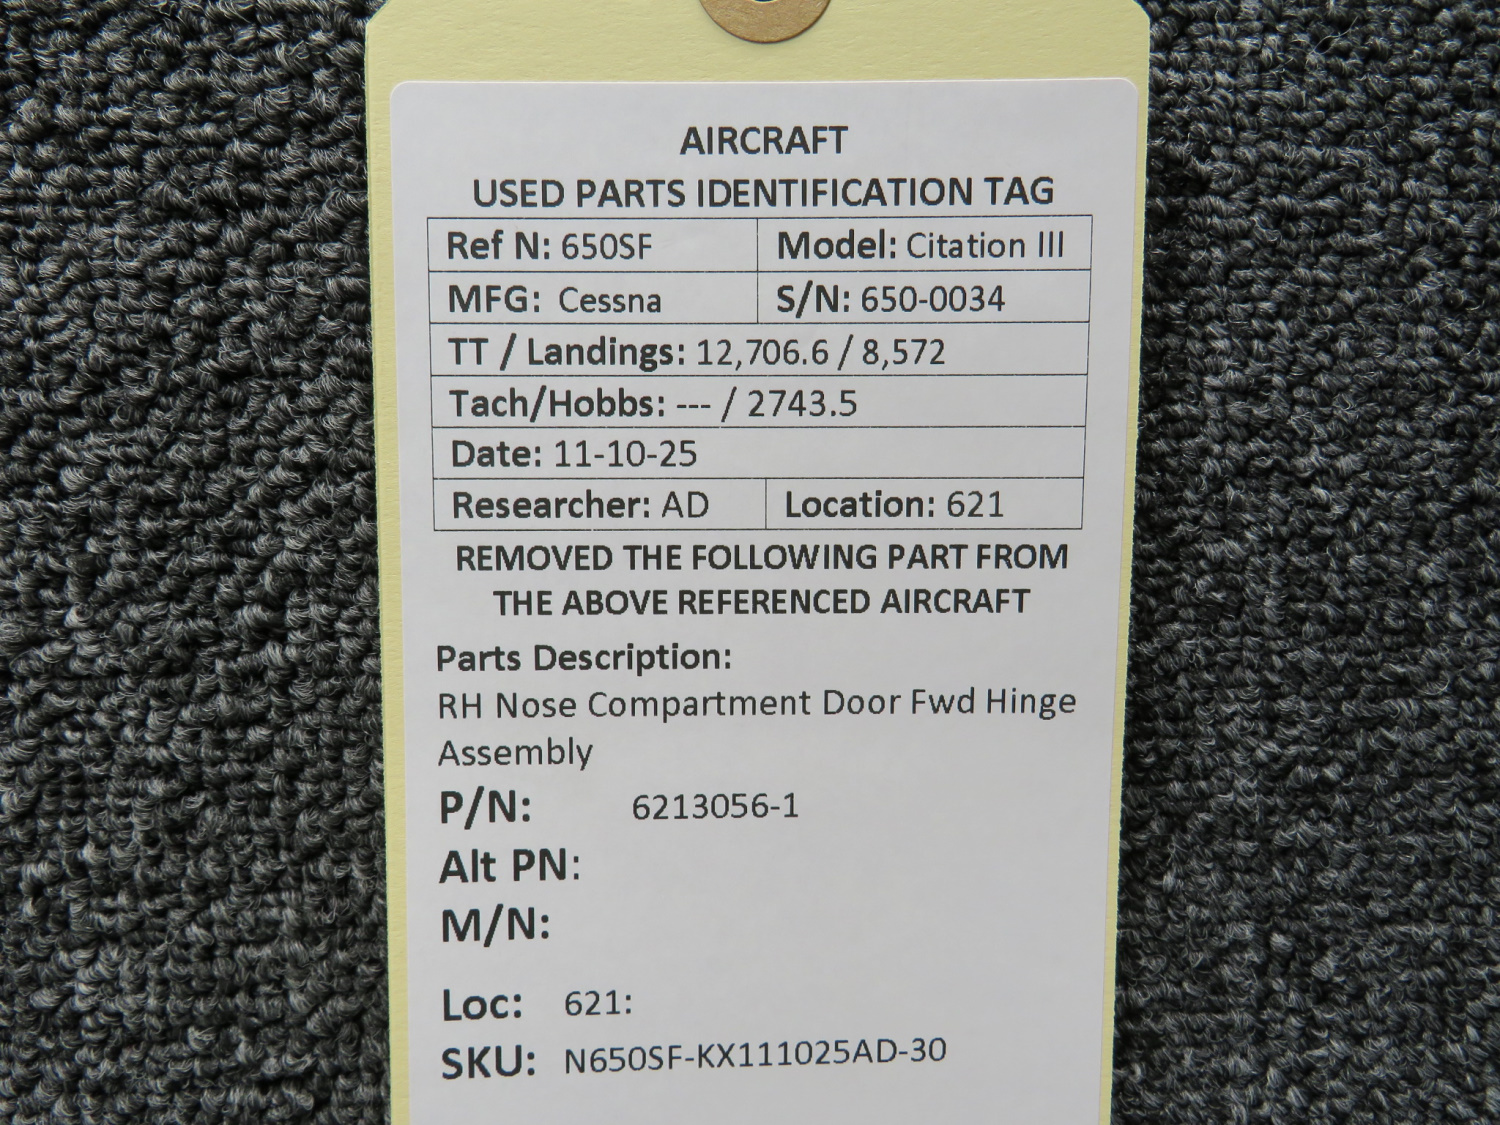 AIRCRAFT
USED PARTS IDENTIFICATION TAG
Ref N: 650SF Model: Citation III
MFG: Cessna S/N: 650-0034
TT / Landings: 12,706.6 / 8,572
Tach/Hobbs: --- / 2743.5
Date: 11-10-25
Researcher: AD Location: 621
REMOVED THE FOLLOWING PART FROM
THE ABOVE REFERENCED AIRCRAFT
Parts Description:
RH Nose Compartment Door Fwd Hinge
Assembly
P/N: 6213056-1
Alt PN:
M/N:
Loc: 621:
SKU: N650SF-KX111025AD-30